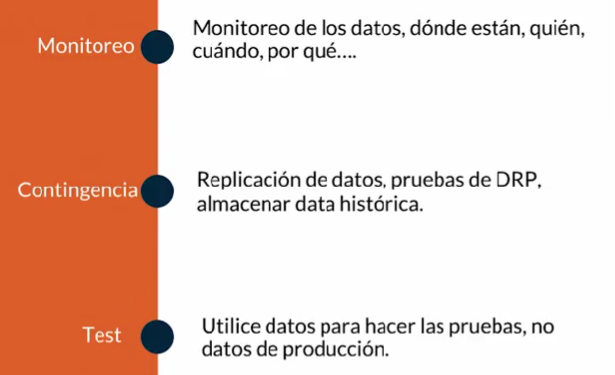 Monitoreo
Monitoreo de los datos, dónde están, quién,
cuándo, por qué....
Contingencia
Replicación de datos, pruebas de DRP,
almacenar data histórica.
Test
Utilice datos para hacer las pruebas, no
datos de producción.